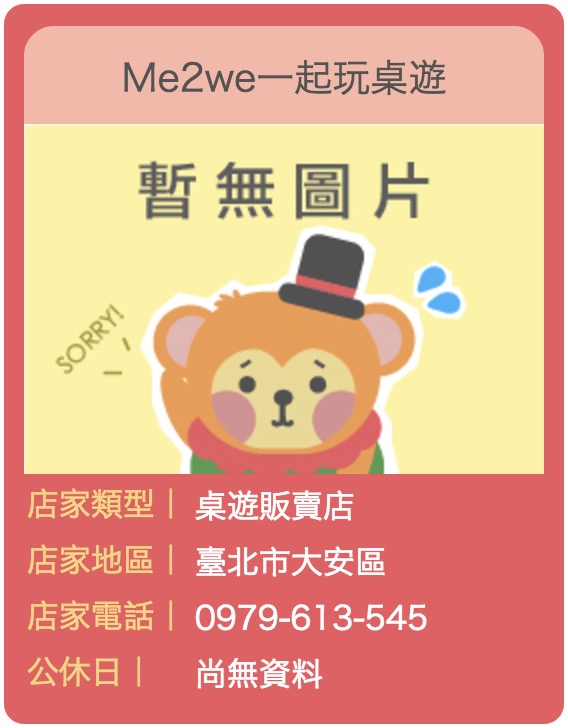 Me2we一起玩桌遊
暫無圖片
SORRY!
店家類型｜ 桌遊販賣店
店家地區｜ 臺北市大安區
店家電話｜ 0979-613-545
公休日｜ 尚無資料